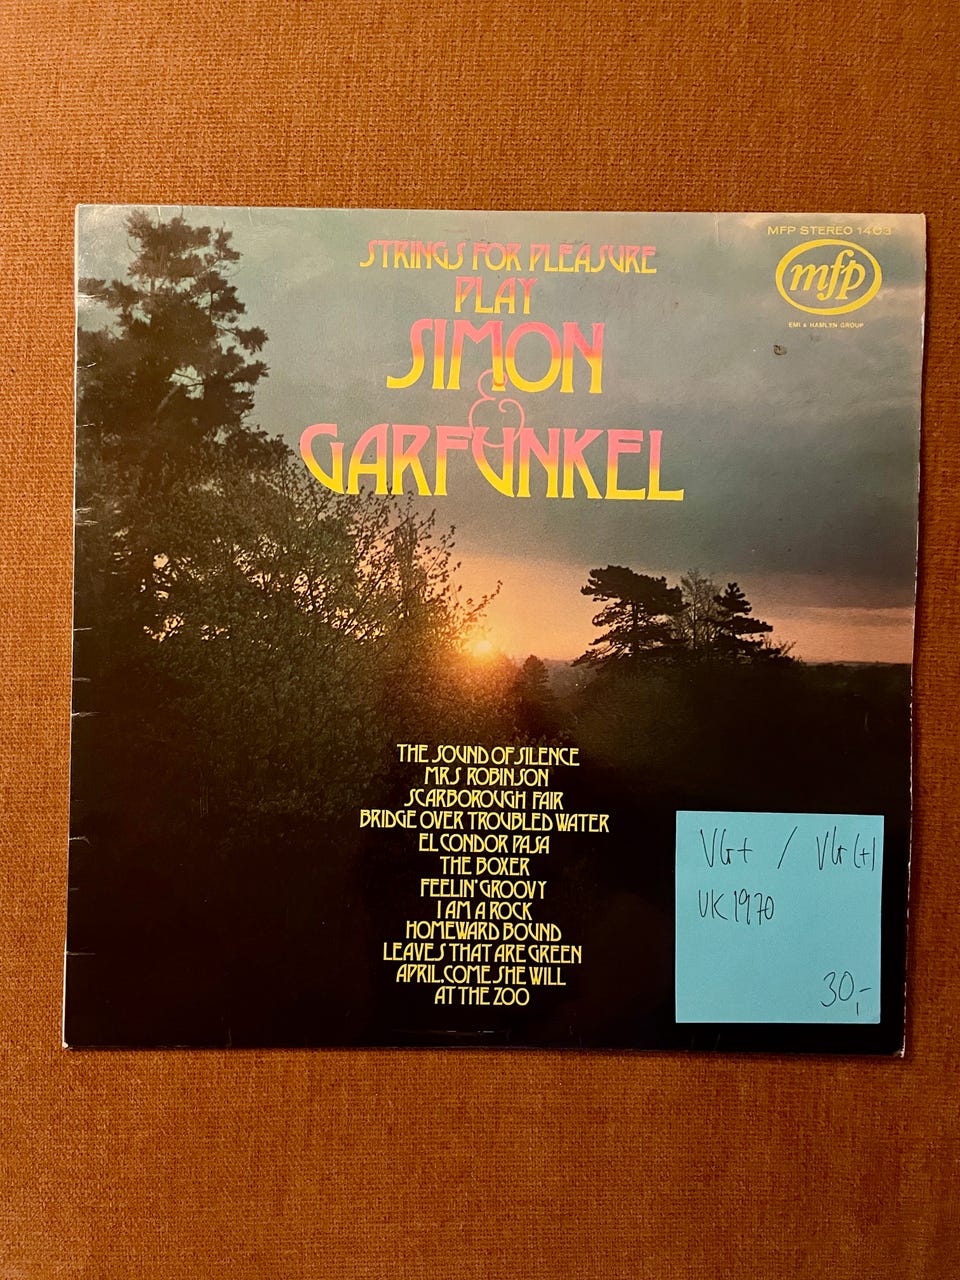 MFP STEREO 1403
mfp
EMI & HAMLYN GROUP
STRINGS FOR PLEASURE
PLAY
SIMON
&
GARFUNKEL
THE SOUND OF SILENCE
MRS ROBINSON
SCARBOROUGH FAIR
BRIDGE OVER TROUBLED WATER
EL CONDOR PASA
THE BOXER
FEELIN' GROOVY
I AM A ROCK
HOMEWARD BOUND
LEAVES THAT ARE GREEN
APRIL, COME SHE WILL
AT THE ZOO
VG+ / VG(+)
UK 1970
30,-